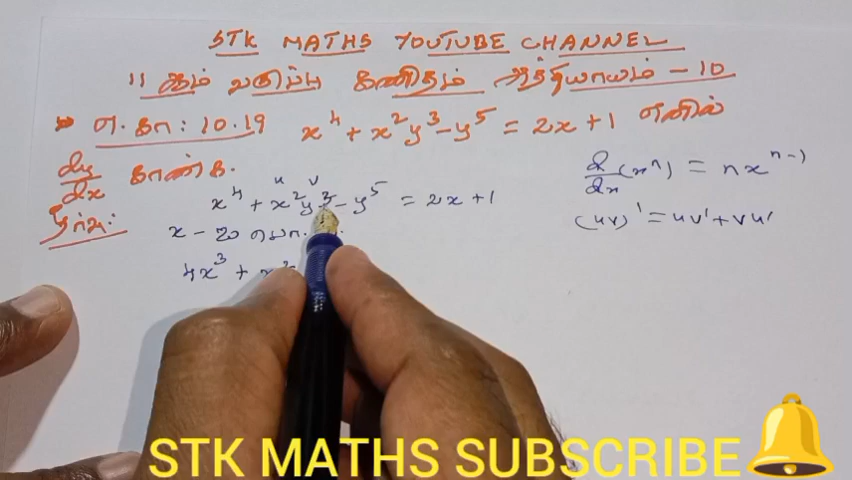 STK MATHS YOUTUBE CHANNEL
11 ஆம் வகுப்பு கணிதம் அத்தியாயம் - 10
எ.கா : 10.19 x⁴ + x²y³ - y⁵ = 2x + 1 எனில்
dy/dx காண்க.
தீர்வு:
u v
x⁴ + x²y³ - y⁵ = 2x + 1
x - ஐ பொ.
4x³ + x²
d/dx (xⁿ) = nxⁿ⁻¹
(uv)' = uv' + vu'
STK MATHS SUBSCRIBE